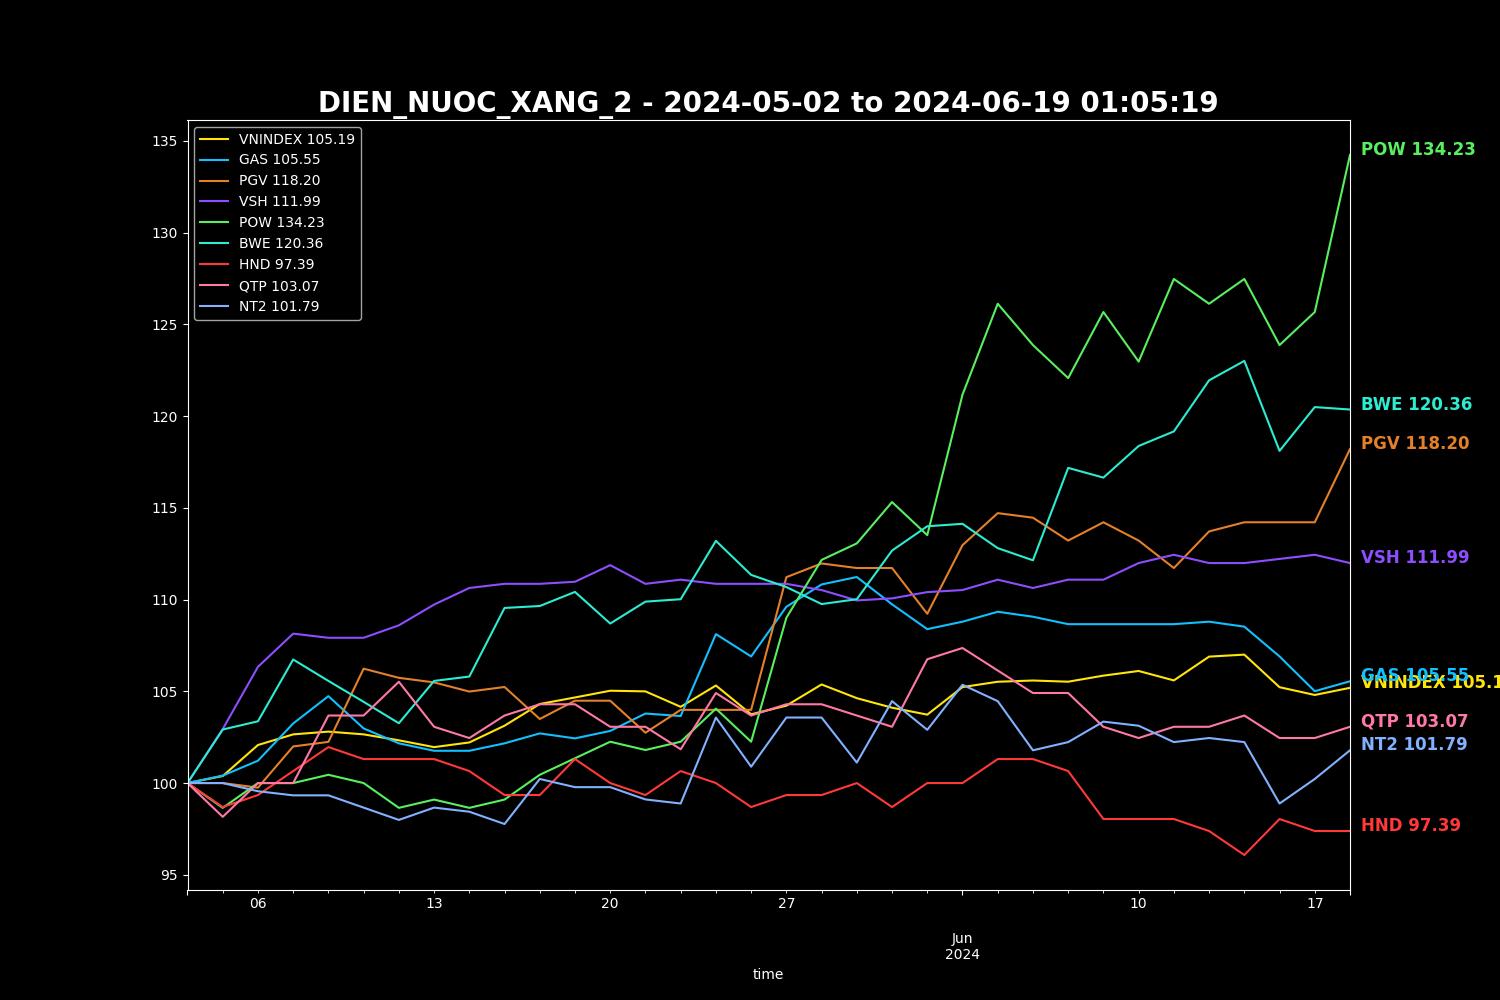 DIEN_NUOC_XANG_2 - 2024-05-02 to 2024-06-19 01:05:19
VNINDEX 105.19
GAS 105.55
PGV 118.20
VSH 111.99
POW 134.23
BWE 120.36
HND 97.39
QTP 103.07
NT2 101.79
135
130
125
120
115
110
105
100
95
POW 134.23
BWE 120.36
PGV 118.20
VSH 111.99
GAS 105.55
VNINDEX 105.1
QTP 103.07
NT2 101.79
HND 97.39
06 13 20 27 10 17
Jun
2024
time